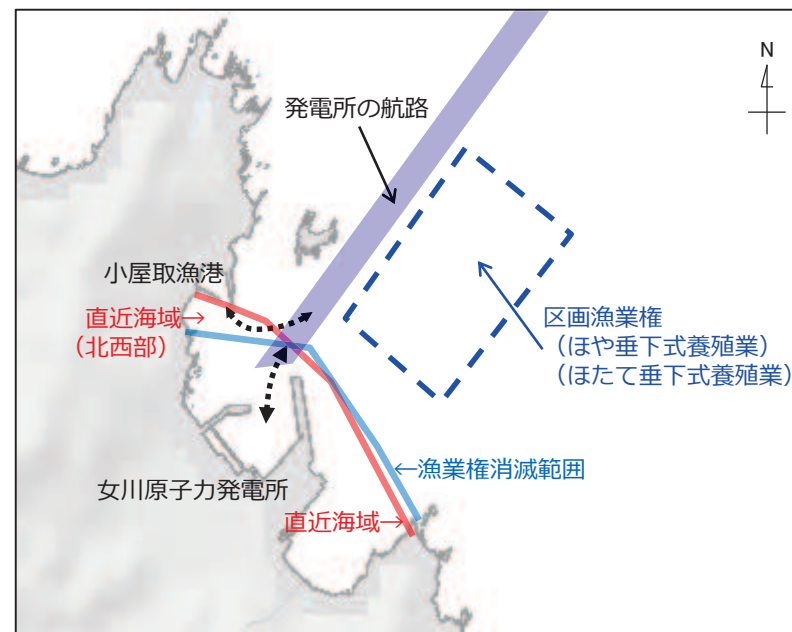 N
発電所の航路
小屋取漁港
直近海域→
（北西部）
区画漁業権
（ほや垂下式養殖業）
（ほたて垂下式養殖業）
←漁業権消滅範囲
女川原子力発電所
直近海域→